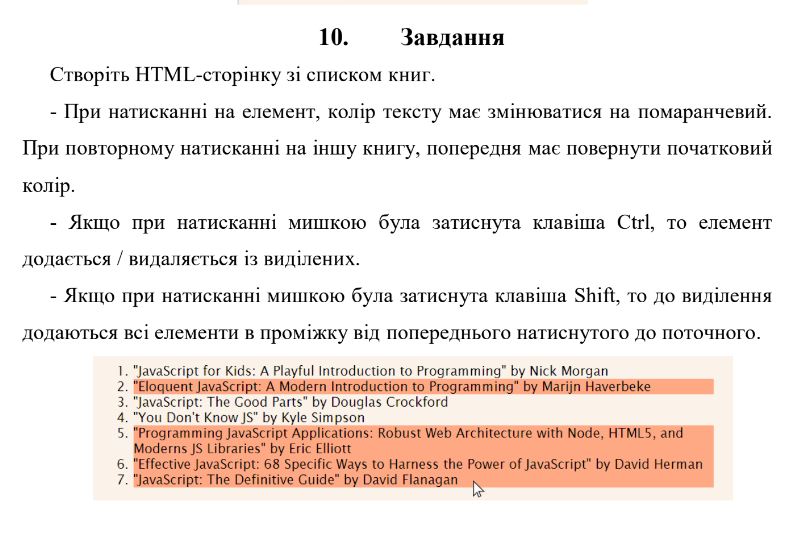 10. Завдання
Створіть HTML-сторінку зі списком книг.
- При натисканні на елемент, колір тексту має змінюватися на помаранчевий.
При повторному натисканні на іншу книгу, попередня має повернути початковий
колір.
- Якщо при натисканні мишкою була затиснута клавіша Ctrl, то елемент
додається / видаляється із виділених.
- Якщо при натисканні мишкою була затиснута клавіша Shift, то до виділення
додаються всі елементи в проміжку від попереднього натиснутого до поточного.
1. "JavaScript for Kids: A Playful Introduction to Programming" by Nick Morgan
2. "Eloquent JavaScript: A Modern Introduction to Programming" by Marijn Haverbeke
3. "JavaScript: The Good Parts" by Douglas Crockford
4. "You Don't Know JS" by Kyle Simpson
5. "Programming JavaScript Applications: Robust Web Architecture with Node, HTML5, and
Moderns JS Libraries" by Eric Elliott
6. "Effective JavaScript: 68 Specific Ways to Harness the Power of JavaScript" by David Herman
7. "JavaScript: The Definitive Guide" by David Flanagan